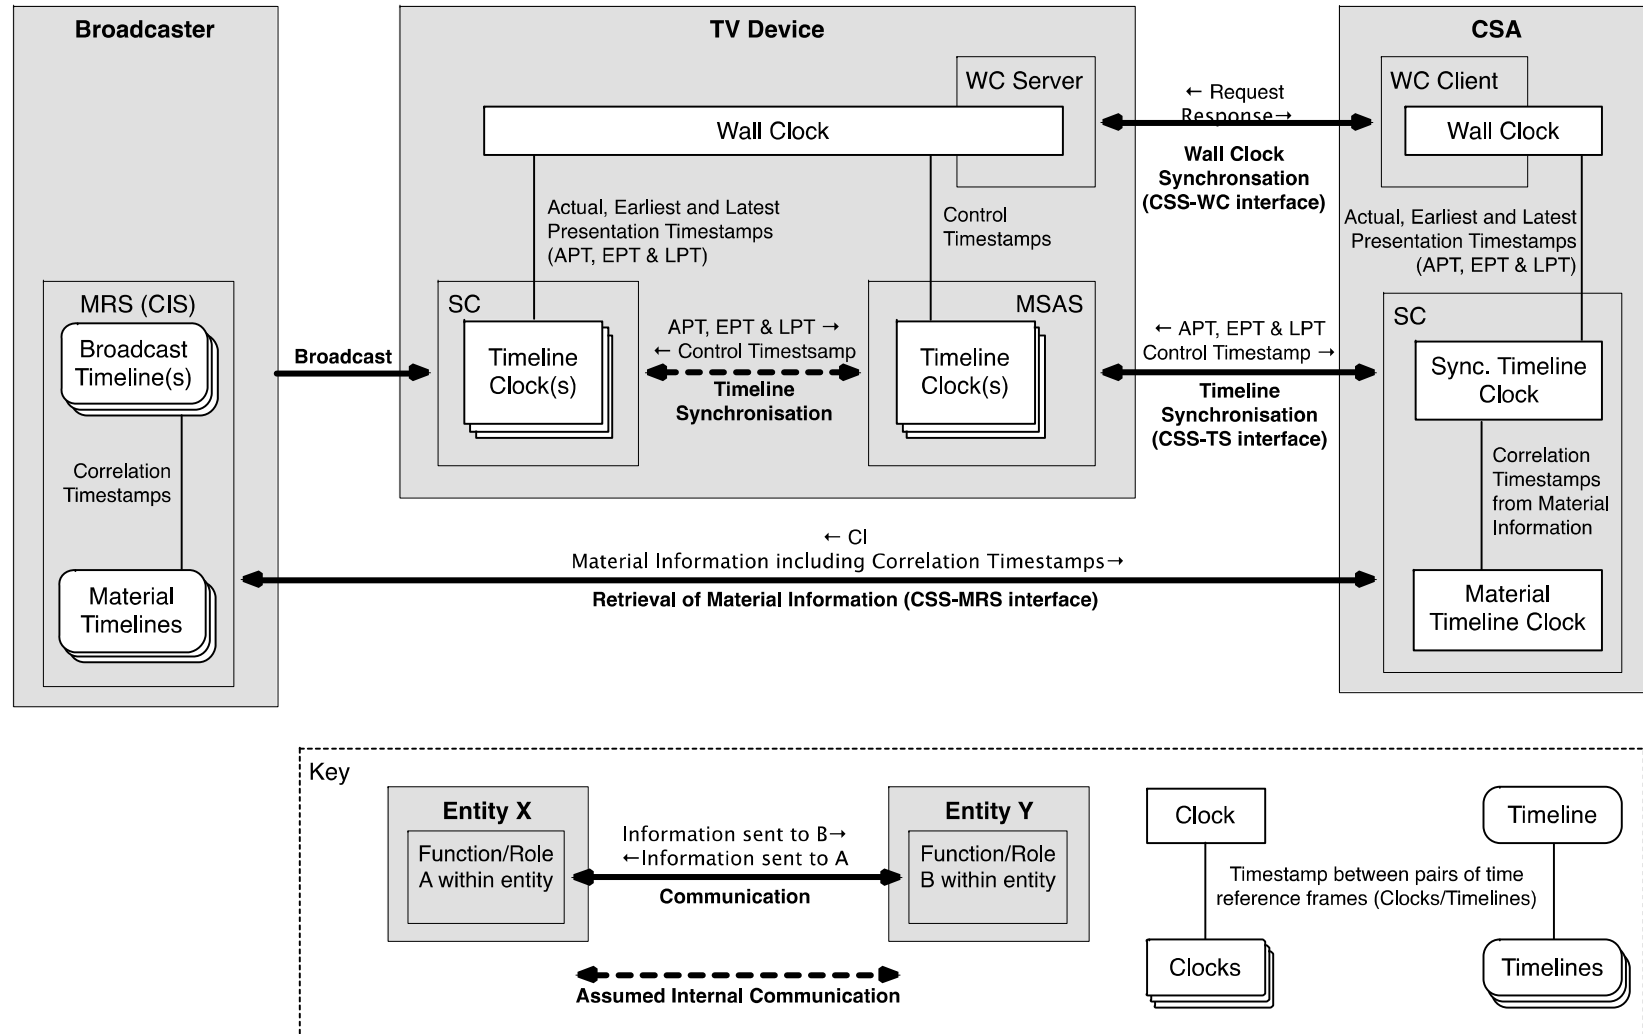 Broadcaster
TV Device
CSA
WC Server
Wall Clock
WC Client
Wall Clock
← Request
Response→
Wall Clock
Synchronsation
(CSS-WC interface)
Actual, Earliest and Latest
Presentation Timestamps
(APT, EPT & LPT)
Control
Timestamps
Actual, Earliest and Latest
Presentation Timestamps
(APT, EPT & LPT)
MRS (CIS)
Broadcast
Timeline(s)
Correlation
Timestamps
Material
Timelines
Broadcast
SC
Timeline
Clock(s)
APT, EPT & LPT →
← Control Timestsamp
Timeline
Synchronisation
MSAS
Timeline
Clock(s)
← APT, EPT & LPT
Control Timestamp →
Timeline
Synchronisation
(CSS-TS interface)
SC
Sync. Timeline
Clock
Correlation
Timestamps
from Material
Information
Material
Timeline Clock
← CI
Material Information including Correlation Timestamps→
Retrieval of Material Information (CSS-MRS interface)
Key
Entity X
Function/Role
A within entity
Information sent to B→
←Information sent to A
Communication
Entity Y
Function/Role
B within entity
Assumed Internal Communication
Clock
Timeline
Timestamp between pairs of time
reference frames (Clocks/Timelines)
Clocks
Timelines